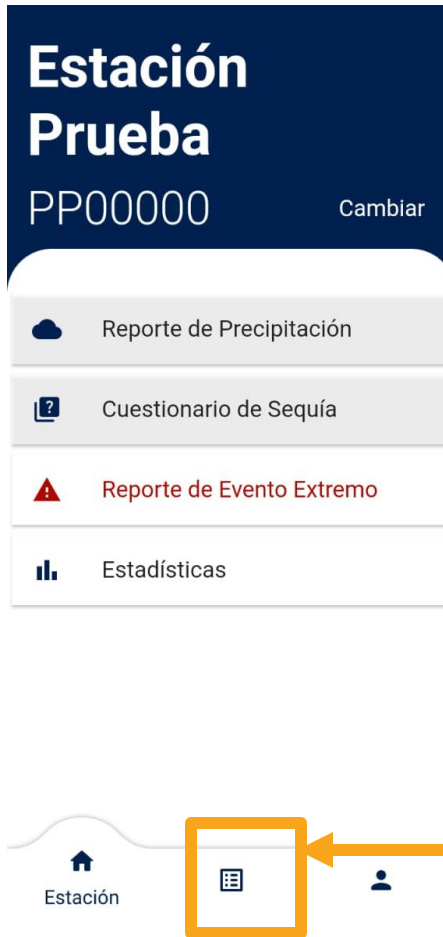 Estación
Prueba
PP00000
Cambiar
Reporte de Precipitación
Cuestionario de Sequía
Reporte de Evento Extremo
Estadísticas
Estación